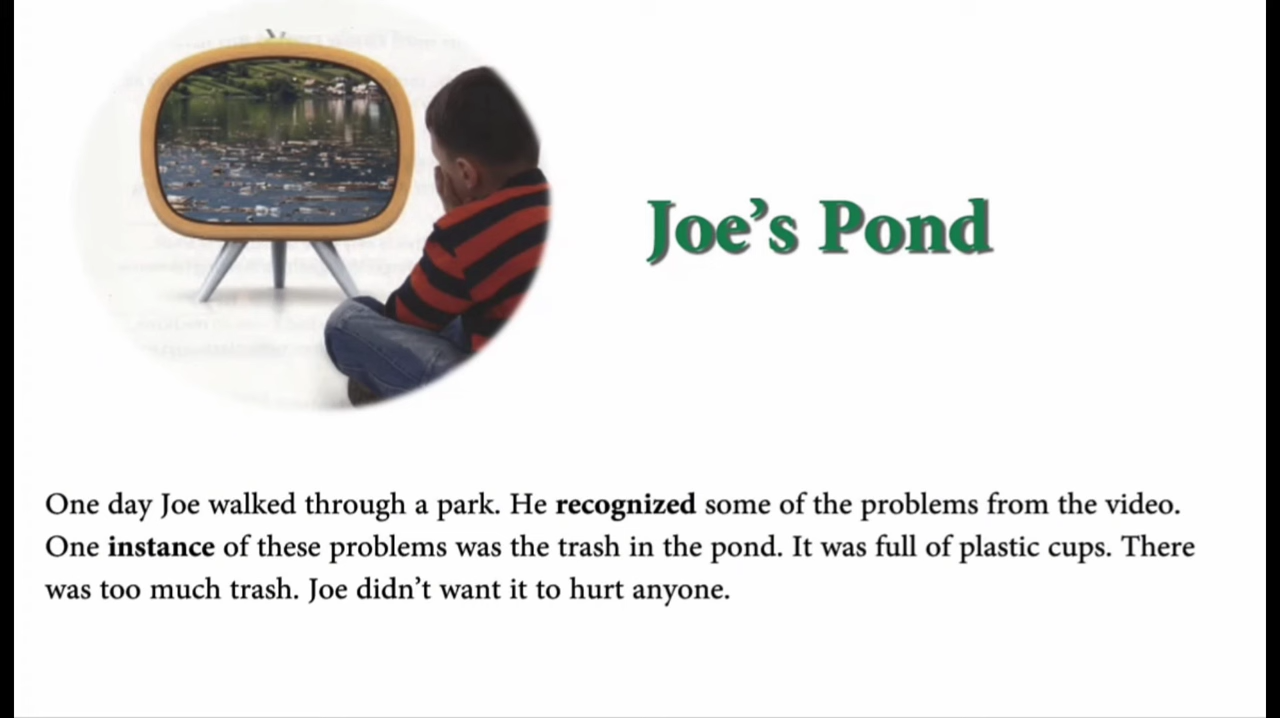 Joe’s Pond
One day Joe walked through a park. He recognized some of the problems from the video.
One instance of these problems was the trash in the pond. It was full of plastic cups. There
was too much trash. Joe didn’t want it to hurt anyone.